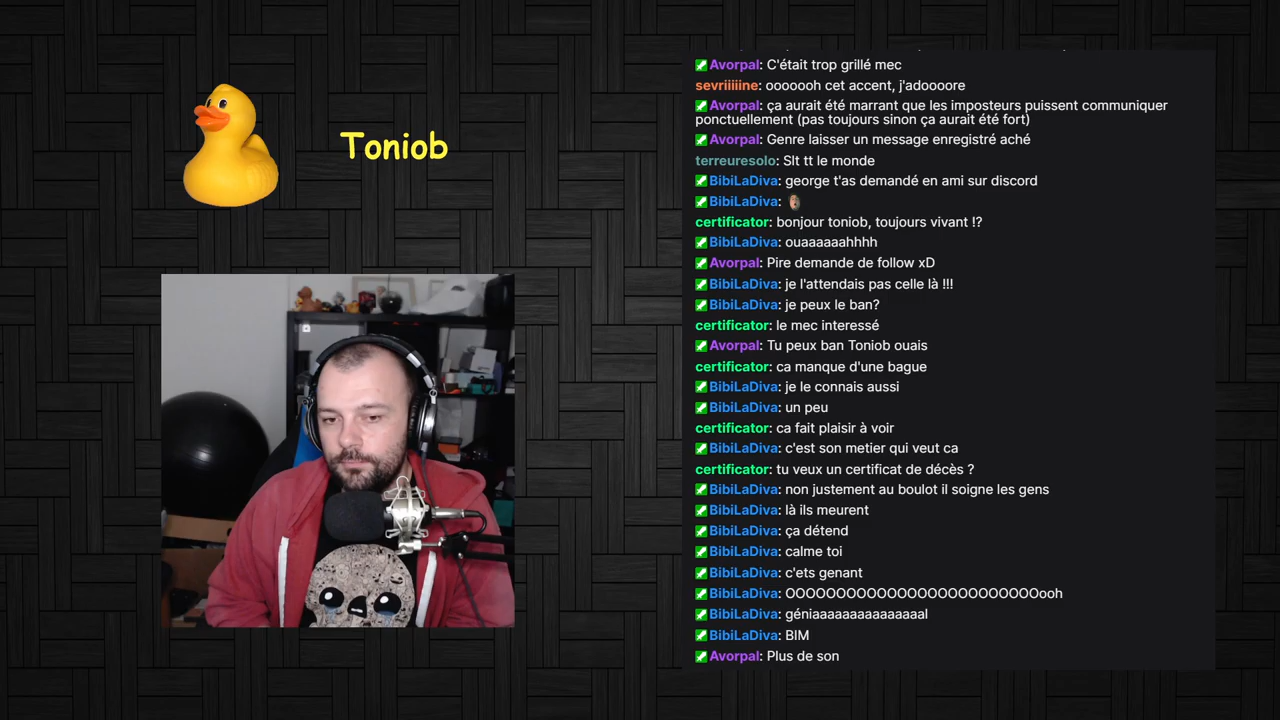 Toniob
Avorpal: C'était trop grillé mec
sevriiiiine: ooooooh cet accent, j'adoooore
Avorpal: ça aurait été marrant que les imposteurs puissent communiquer
ponctuellement (pas toujours sinon ça aurait été fort)
Avorpal: Genre laisser un message enregistré aché
terreuresolo: Slt tt le monde
BibiLaDiva: george t'as demandé en ami sur discord
BibiLaDiva:
certificator: bonjour toniob, toujours vivant !?
BibiLaDiva: ouaaaaaahhhh
Avorpal: Pire demande de follow xD
BibiLaDiva: je l'attendais pas celle là !!!
BibiLaDiva: je peux le ban?
certificator: le mec interessé
Avorpal: Tu peux ban Toniob ouais
certificator: ca manque d'une bague
BibiLaDiva: je le connais aussi
BibiLaDiva: un peu
certificator: ca fait plaisir à voir
BibiLaDiva: c'est son metier qui veut ca
certificator: tu veux un certificat de décès ?
BibiLaDiva: non justement au boulot il soigne les gens
BibiLaDiva: là ils meurent
BibiLaDiva: ça détend
BibiLaDiva: calme toi
BibiLaDiva: c'ets genant
BibiLaDiva: OOOOOOOOOOOOOOOOOOOOOOOOOooh
BibiLaDiva: géniaaaaaaaaaaaaaaal
BibiLaDiva: BIM
Avorpal: Plus de son